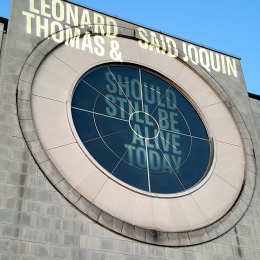 LEONARD
THOMAS & SAID JOQUIN
SHOULD
STILL BE
ALIVE
TODAY